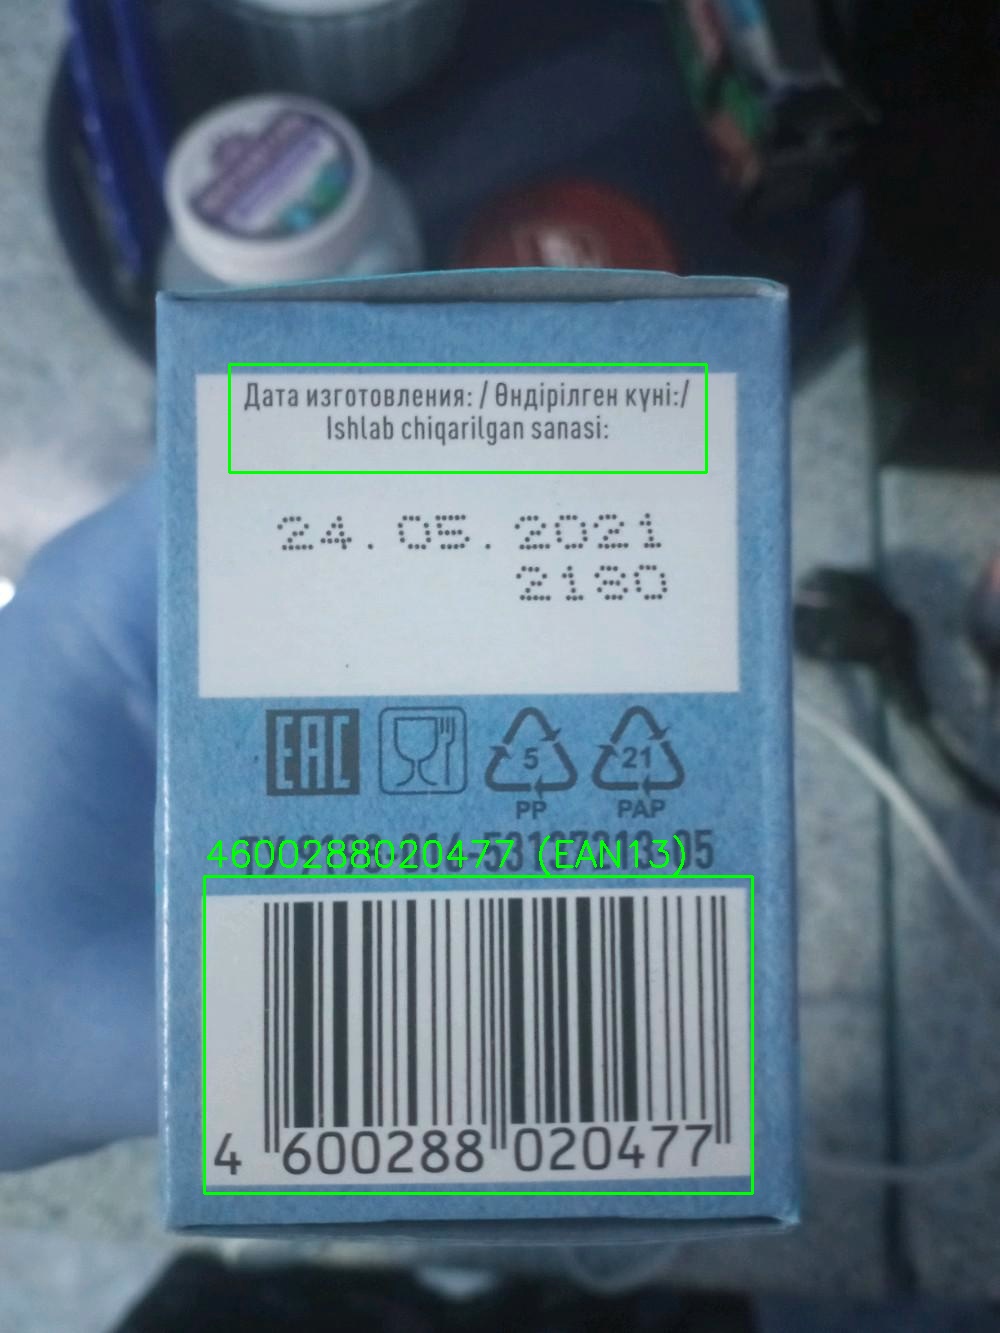 Дата изготовления: / Өндірілген күні:/
Ishlab chiqarilgan sanasi:
24.05.2021
2180
EAC
5
PP
21
PAP
4600288020477 (EAN13)
4 600288 020477